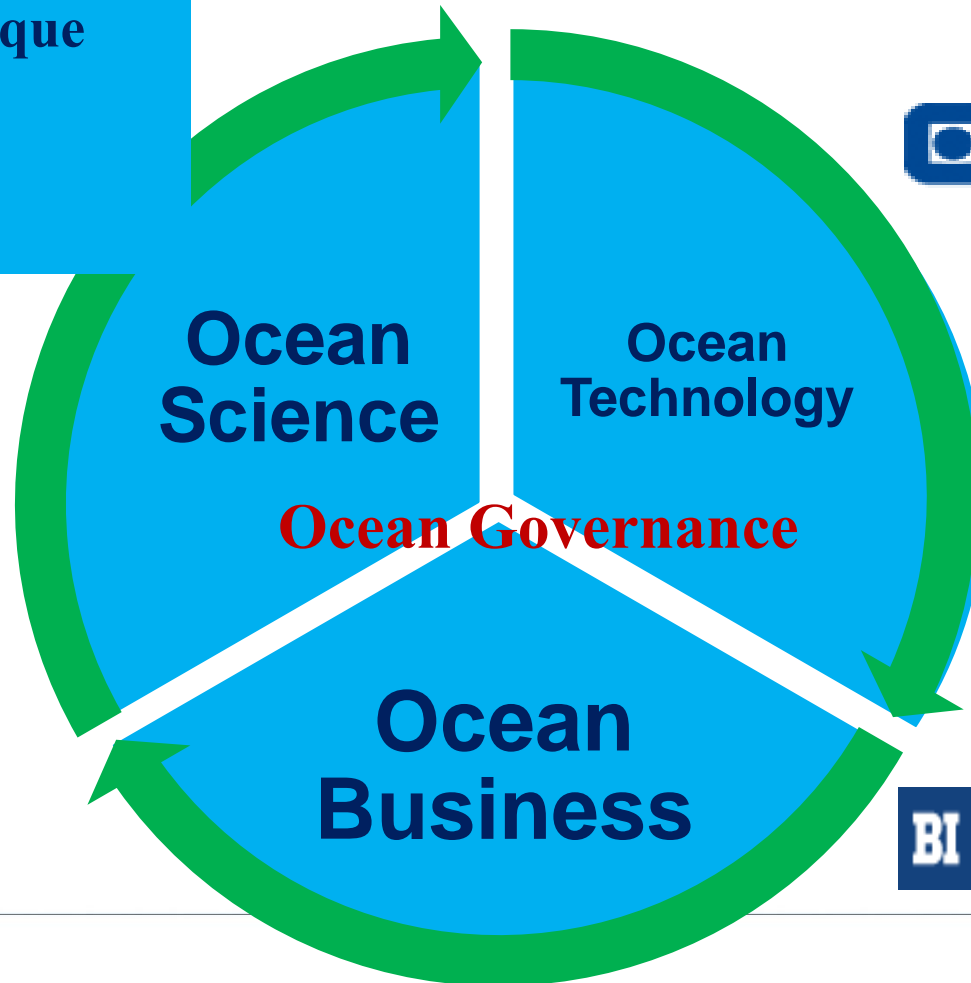 que
Ocean
Science
Ocean
Technology
Ocean Governance
Ocean
Business
BI